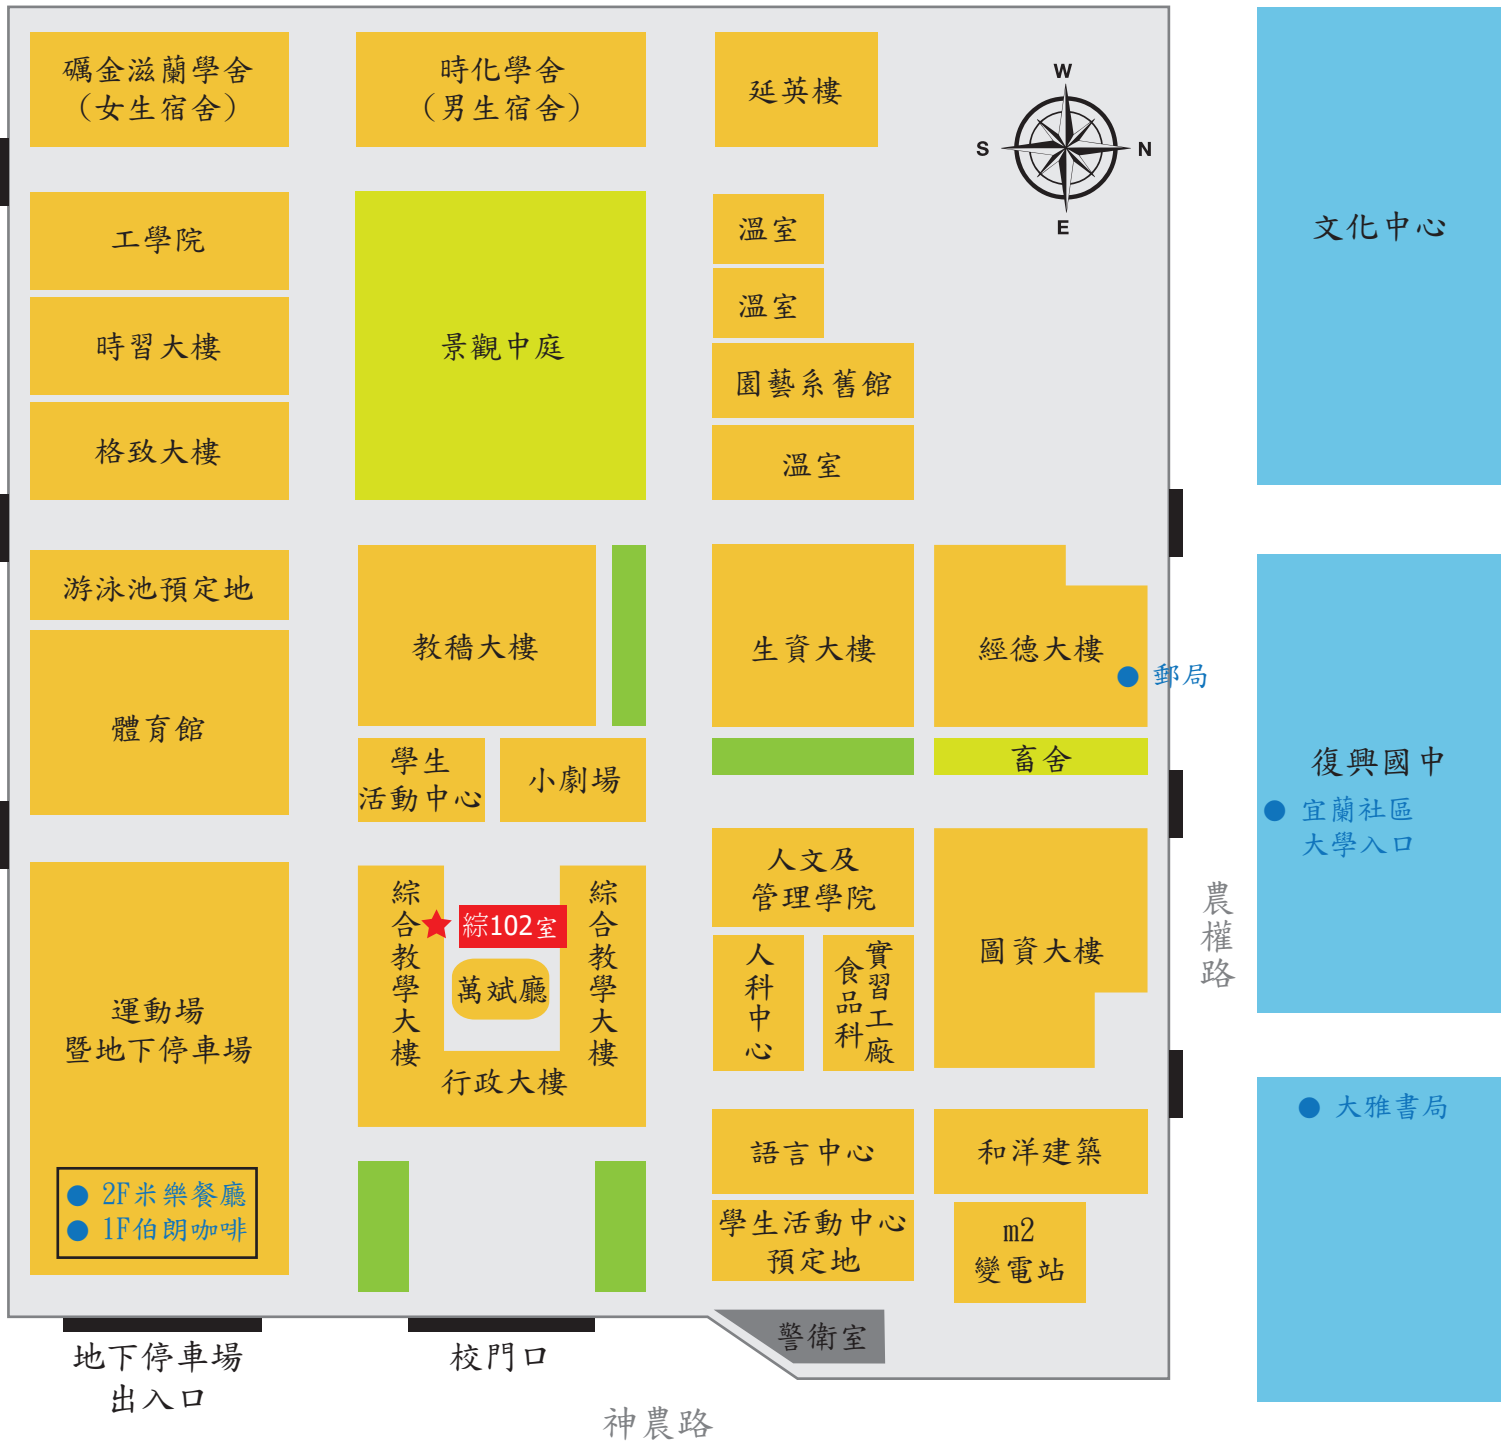 礪金滋蘭學舍
（女生宿舍）
時化學舍
（男生宿舍）
延英樓
W
S
N
E
文化中心
工學院
時習大樓
格致大樓
景觀中庭
溫室
溫室
園藝系舊館
溫室
游泳池預定地
體育館
教穡大樓
生資大樓
經德大樓
郵局
畜舍
學生
活動中心
小劇場
復興國中
宜蘭社區
大學入口
農權路
運動場
暨地下停車場
2F米樂餐廳
1F伯朗咖啡
綜合教學大樓
綜102室
萬斌廳
綜合教學大樓
行政大樓
人文及
管理學院
人科中心
食品科
實習工廠
圖資大樓
大雅書局
語言中心
和洋建築
學生活動中心
預定地
m2
變電站
警衛室
地下停車場
出入口
校門口
神農路